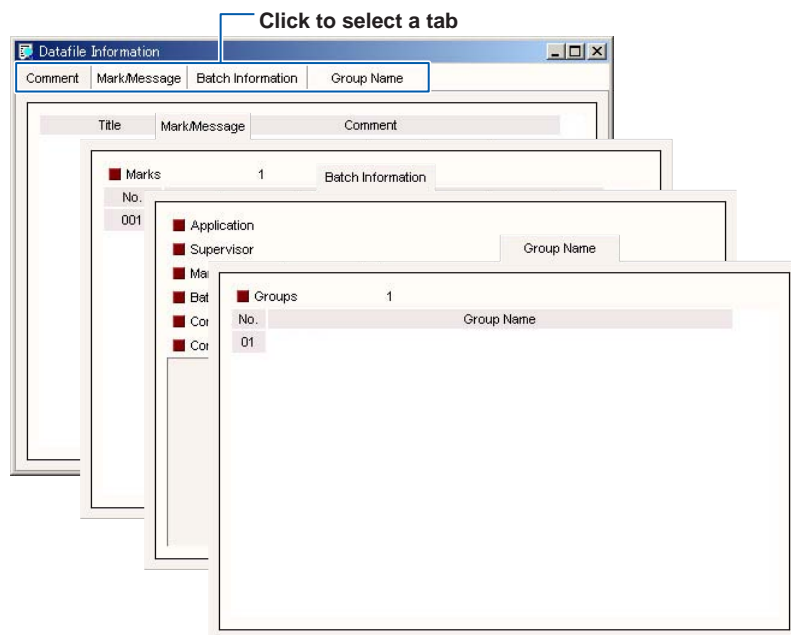 Click to select a tab
Datafile Information
Comment Mark/Message Batch Information Group Name
Title Mark/Message Comment
Marks 1 Batch Information
No.
001
Application
Supervisor Group Name
Groups 1
No. Group Name
01